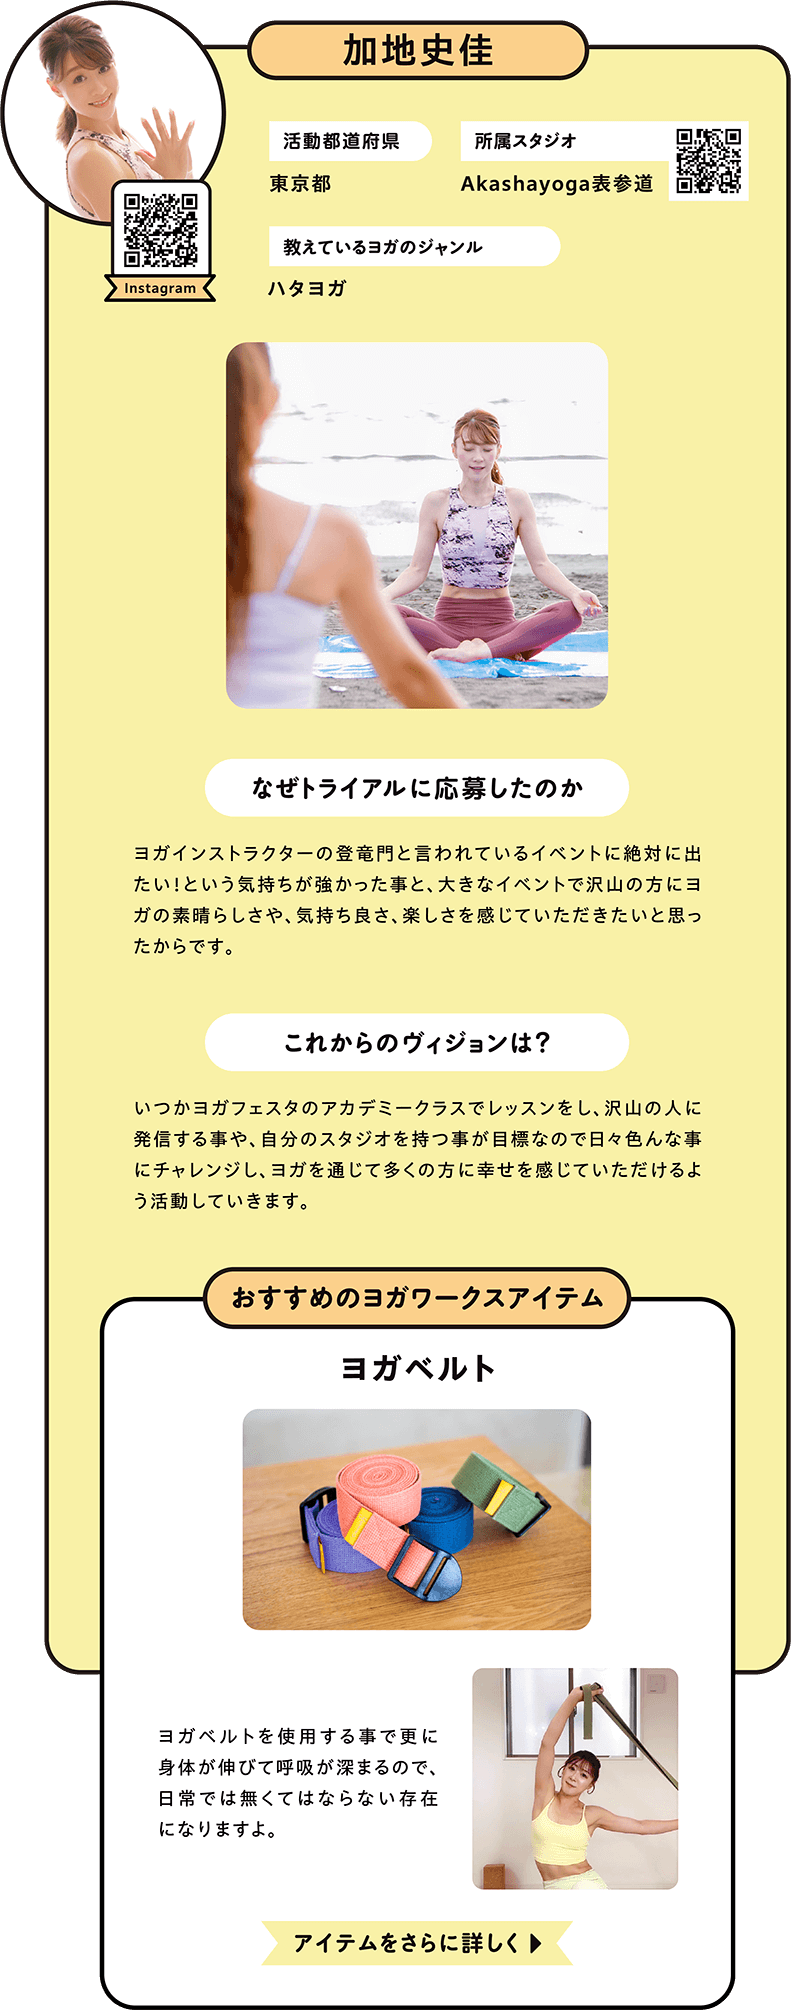 加地史佳
活動都道府県
東京都
所属スタジオ
Akashayoga表参道
Instagram
教えているヨガのジャンル
ハタヨガ
なぜトライアルに応募したのか
ヨガインストラクターの登竜門と言われているイベントに絶対に出
たい！という気持ちが強かった事と、大きなイベントで沢山の方にヨ
ガの素晴らしさや、気持ち良さ、楽しさを感じていただきたいと思っ
たからです。
これからのヴィジョンは？
いつかヨガフェスタのアカデミークラスでレッスンをし、沢山の人に
発信する事や、自分のスタジオを持つ事が目標なので日々色んな事
にチャレンジし、ヨガを通じて多くの方に幸せを感じていただけるよ
う活動していきます。
おすすめのヨガワークスアイテム
ヨガベルト
ヨガベルトを使用する事で更に
身体が伸びて呼吸が深まるので、
日常では無くてはならない存在
になりますよ。
アイテムをさらに詳しく